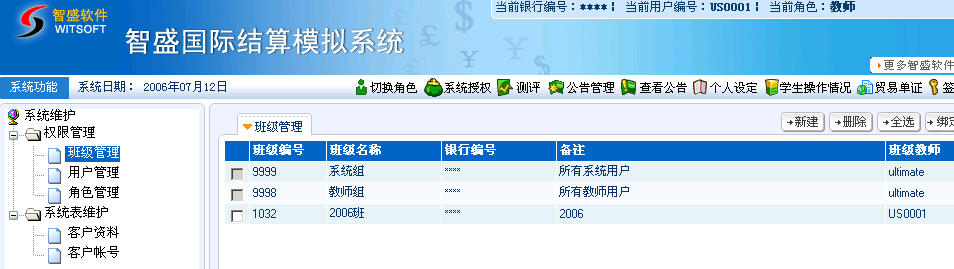 当前银行编号：**** | 当前用户编号：US0001 | 当前角色：教师
智盛软件
WITSOFT
智盛国际结算模拟系统
更多智盛软件
系统功能 系统日期： 2006年07月12日 切换角色 系统授权 测评 公告管理 查看公告 个人设定 学生操作情况 贸易单证 签
系统维护
权限管理
班级管理
用户管理
角色管理
系统表维护
客户资料
客户帐号
班级管理 新建 删除 全选 绑定
班级编号 班级名称 银行编号 备注 班级教师
9999 系统组 **** 所有系统用户 ultimate
9998 教师组 **** 所有教师用户 ultimate
1032 2006班 **** 2006 US0001